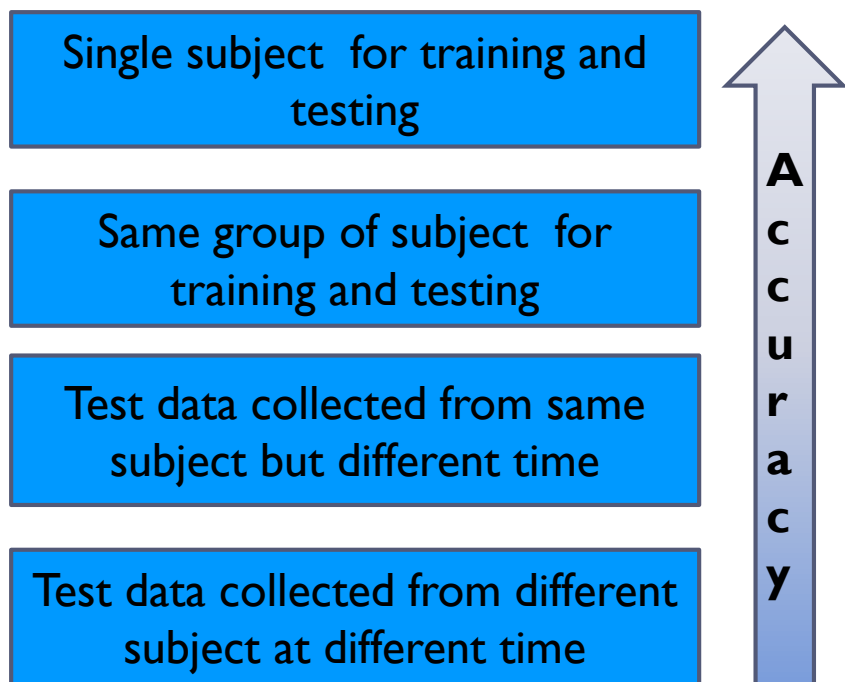 Single subject for training and
testing
Same group of subject for
training and testing
Test data collected from same
subject but different time
Test data collected from different
subject at different time
Accuracy